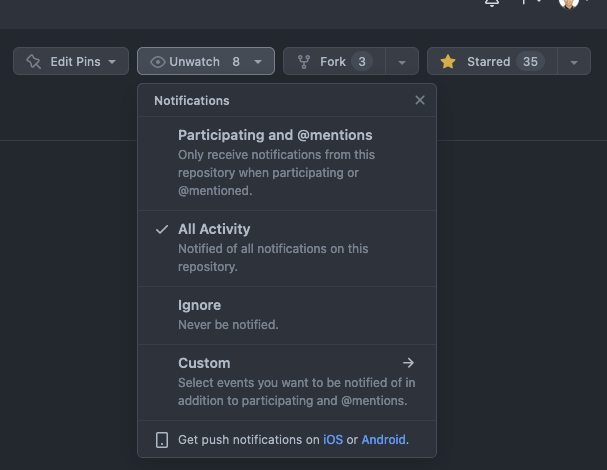 Edit Pins
Unwatch 8
Fork 3
Starred 35
Notifications
Participating and @mentions
Only receive notifications from this
repository when participating or
@mentioned.
All Activity
Notified of all notifications on this
repository.
Ignore
Never be notified.
Custom
Select events you want to be notified of in
addition to participating and @mentions.
Get push notifications on iOS or Android.